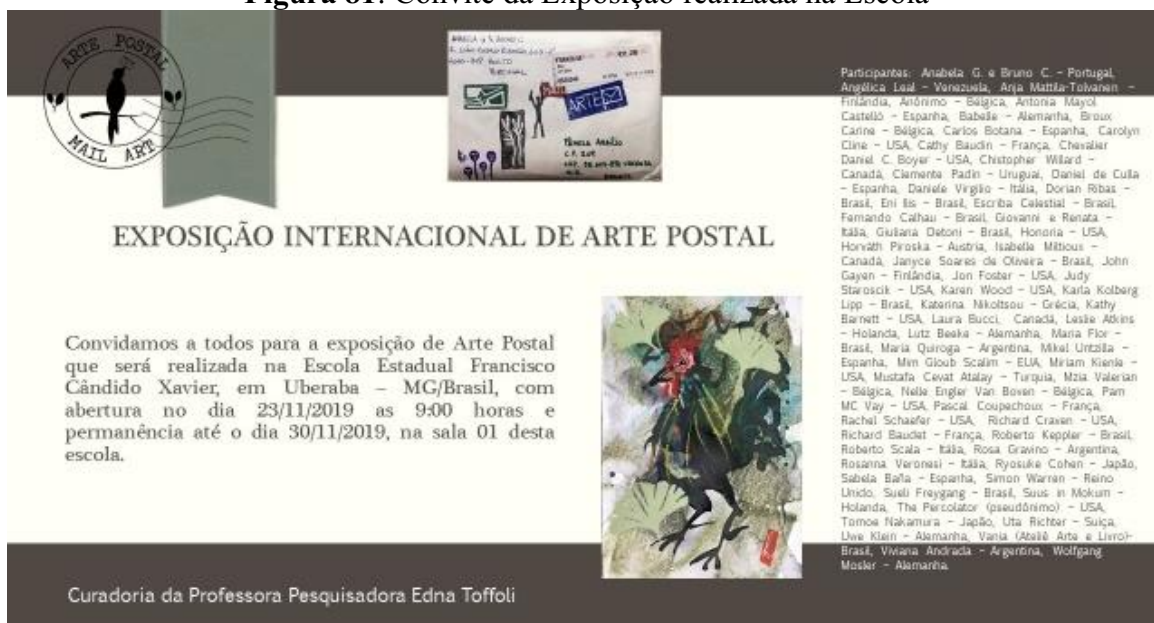 Figura 81: Convite da Exposição realizada na Escola
ARTE POSTAL
MAIL ART
ARTE
EXPOSIÇÃO INTERNACIONAL DE ARTE POSTAL
Convidamos a todos para a exposição de Arte Postal
que será realizada na Escola Estadual Francisco
Cândido Xavier, em Uberaba – MG/Brasil, com
abertura no dia 23/11/2019 as 9:00 horas e
permanência até o dia 30/11/2019, na sala 01 desta
escola.
Curadoria da Professora Pesquisadora Edna Toffoli
Participantes: Anabela G. e Bruno C. – Portugal,
Angélica Leal – Venezuela, Anja Mattila-Tolvanen –
Finlândia, Anônimo – Bélgica, Antonia Mayol
Castelló – Espanha, Babelle – Alemanha, Broux
Carine – Bélgica, Carlos Botana – Espanha, Carolyn
Cline – USA, Cathy Baudin – França, Chevalier
Daniel C. Boyer – USA, Chistopher Willard –
Canadá, Clemente Padin – Uruguai, Daniel de Culla
– Espanha, Daniele Virgílio – Itália, Dorian Ribas –
Brasil, Eni Ilis – Brasil, Escriba Celestial – Brasil,
Fernando Calhau – Brasil, Giovanni e Renata –
Itália, Giuliana Detoni – Brasil, Honoria – USA,
Horváth Piroska – Austria, Isabelle Miltioux –
Canadá, Janyce Soares de Oliveira – Brasil, John
Gayen – Finlândia, Jon Foster – USA, Judy
Staroscik – USA, Karen Wood – USA, Karla Kolberg
Lipp – Brasil, Katerina Nikoltsou – Grécia, Kathy
Barnett – USA, Laura Bucci, Canadá, Leslie Atkins
– Holanda, Lutz Beeke – Alemanha, Maria Flor –
Brasil, Maria Quiroga – Argentina, Mikel Untzilla –
Espanha, Mim Gloub Scalim – EUA, Miriam Kienle –
USA, Mustafa Cevat Atalay – Turquia, Mzia Valerian
– Bélgica, Nelle Engler Van Boven – Bélgica, Pam
MC Vay – USA, Pascal Coupechoux – França,
Rachel Schaefer – USA, Richard Craven – USA,
Richard Baudet – França, Roberto Keppler – Brasil,
Roberto Scala – Itália, Rosa Gravino – Argentina,
Rosanna Veronesi – Itália, Ryosuke Cohen – Japão,
Sabela Baña – Espanha, Simon Warren – Reino
Unido, Sueli Freygang – Brasil, Suus in Mokum –
Holanda, The Percolator (pseudônimo) – USA,
Tomoe Nakamura – Japão, Uta Richter – Suiça,
Uwe Klein – Alemanha, Vania (Ateliê Arte e Livro)-
Brasil, Viviana Andrada – Argentina, Wolfgang
Mosler – Alemanha.